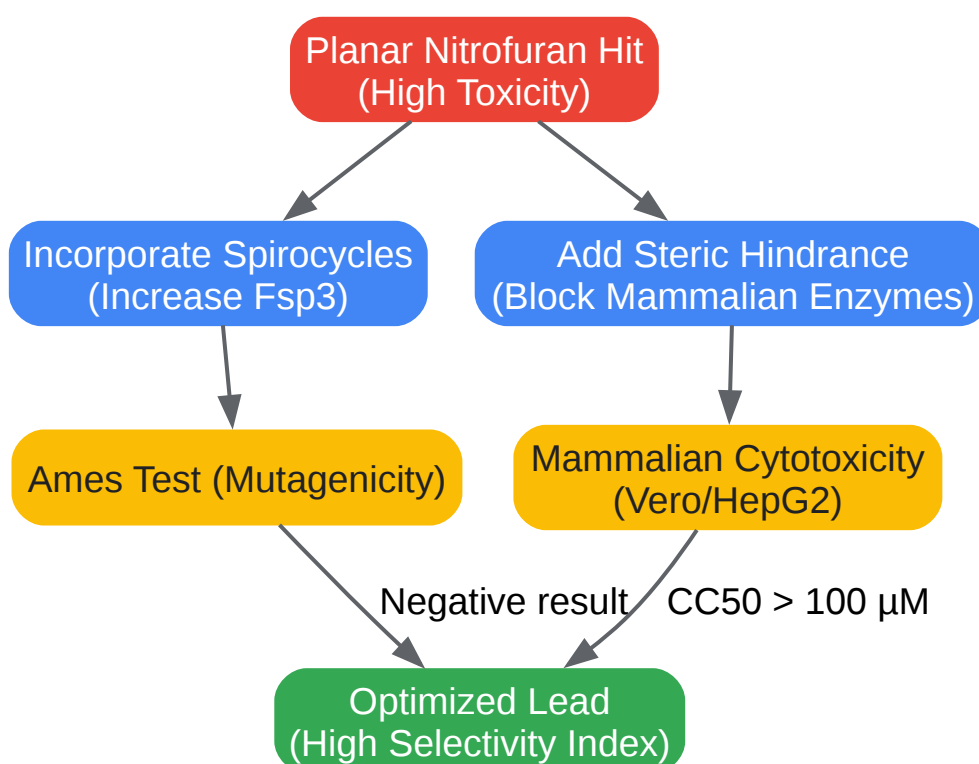 Planar Nitrofuran Hit
(High Toxicity)
Incorporate Spirocycles
(Increase Fsp3)
Add Steric Hindrance
(Block Mammalian Enzymes)
Ames Test (Mutagenicity)
Mammalian Cytotoxicity
(Vero/HepG2)
Negative result
CC50 > 100 µM
Optimized Lead
(High Selectivity Index)